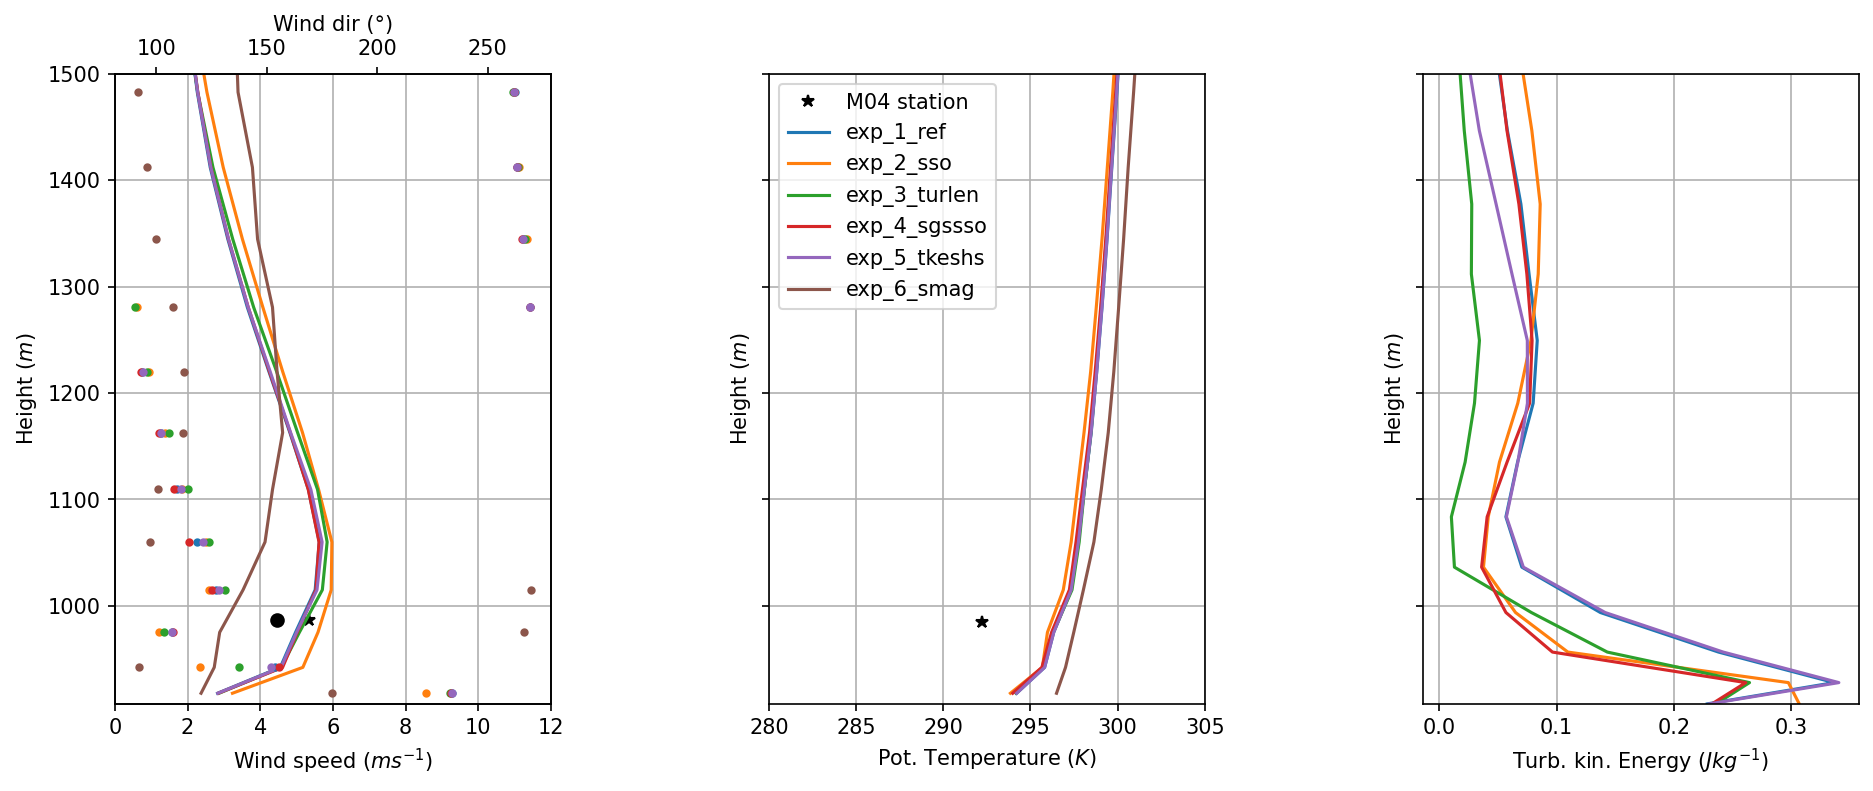 Wind dir (°)
100 150 200 250
1500
1400
1300
1200
1100
1000
Height (m)
0 2 4 6 8 10 12
Wind speed (ms⁻¹)
M04 station
exp_1_ref
exp_2_sso
exp_3_turlen
exp_4_sgssso
exp_5_tkeshs
exp_6_smag
Height (m)
280 285 290 295 300 305
Pot. Temperature (K)
Height (m)
0.0 0.1 0.2 0.3
Turb. kin. Energy (Jkg⁻¹)